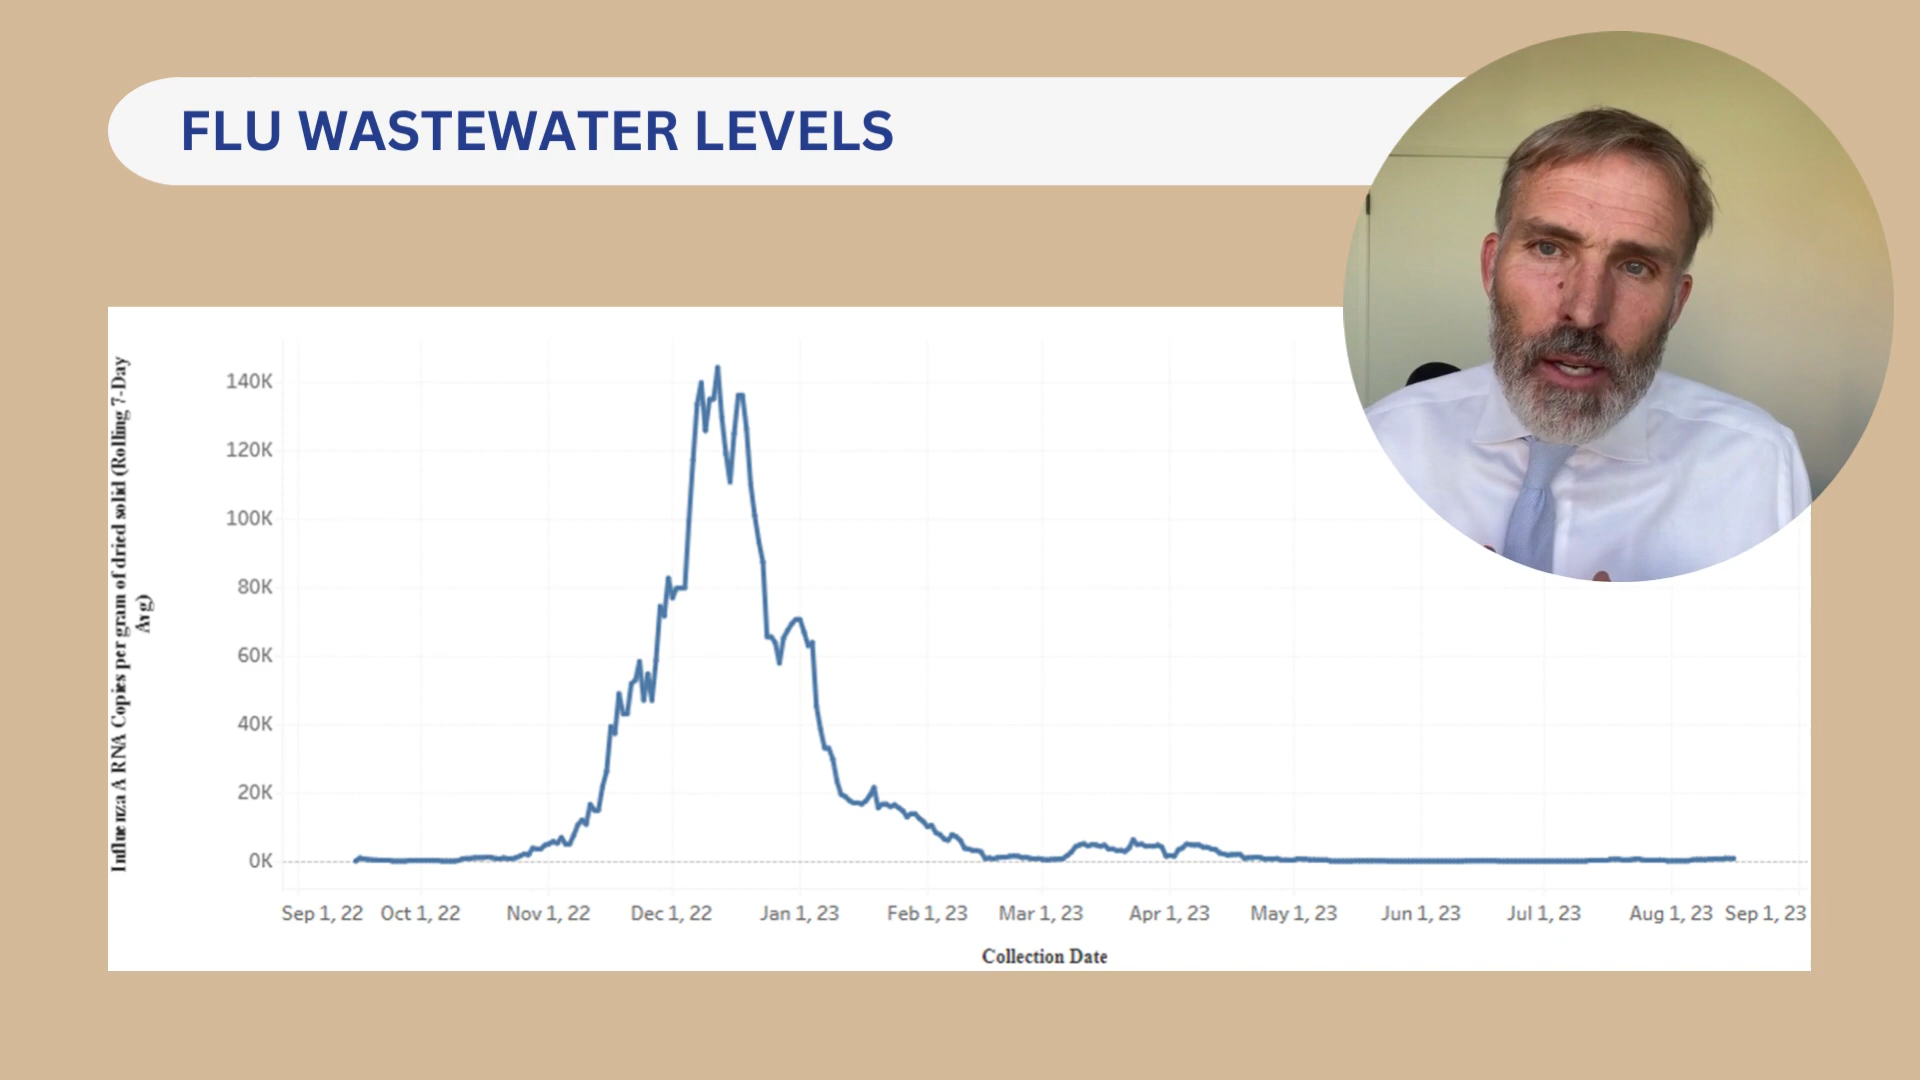 FLU WASTEWATER LEVELS
Influenza A RNA Copies per gram of dried solid (Rolling 7-Day
Avg)
140K
120K
100K
80K
60K
40K
20K
0K
Sep 1, 22 Oct 1, 22 Nov 1, 22 Dec 1, 22 Jan 1, 23 Feb 1, 23 Mar 1, 23 Apr 1, 23 May 1, 23 Jun 1, 23 Jul 1, 23 Aug 1, 23 Sep 1, 23
Collection Date